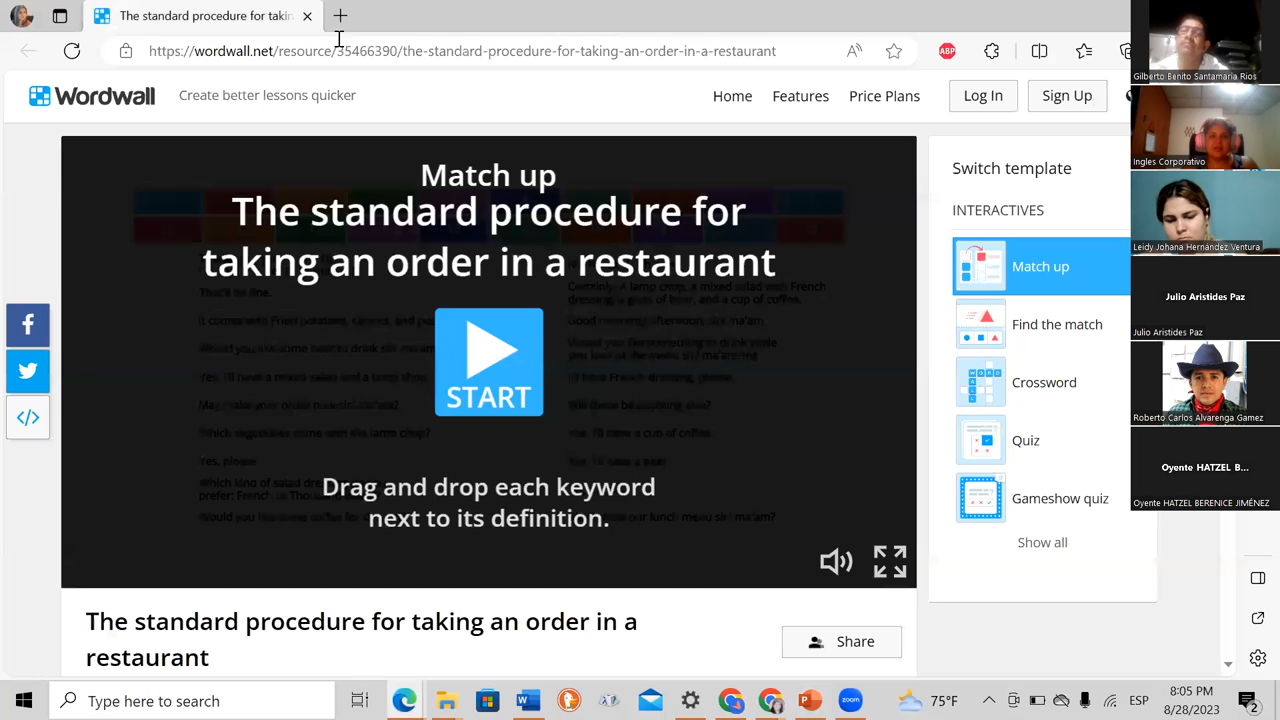 The standard procedure for takin
https://wordwall.net/resource/35466390/the-standard-procedure-for-taking-an-order-in-a-restaurant
ABP
Wordwall
Create better lessons quicker
Home
Features
Price Plans
Log In
Sign Up
Match up
The standard procedure for
taking an order in a restaurant
START
Drag and drop each keyword
next to its definition.
Switch template
INTERACTIVES
Match up
Find the match
Crossword
Quiz
Gameshow quiz
Show all
The standard procedure for taking an order in a
restaurant
Share
Gilberto Benito Santamaria Rios
Ingles Corporativo
Leidy Johana Hernández Ventura
Julio Aristides Paz
Julio Aristides Paz
Roberto Carlos Alvarenga Gamez
Oyente HATZEL B...
Oyente HATZEL BERENICE JIMÉNEZ
Type here to search
zoom
75°F
ESP
8:05 PM
8/28/2023
2